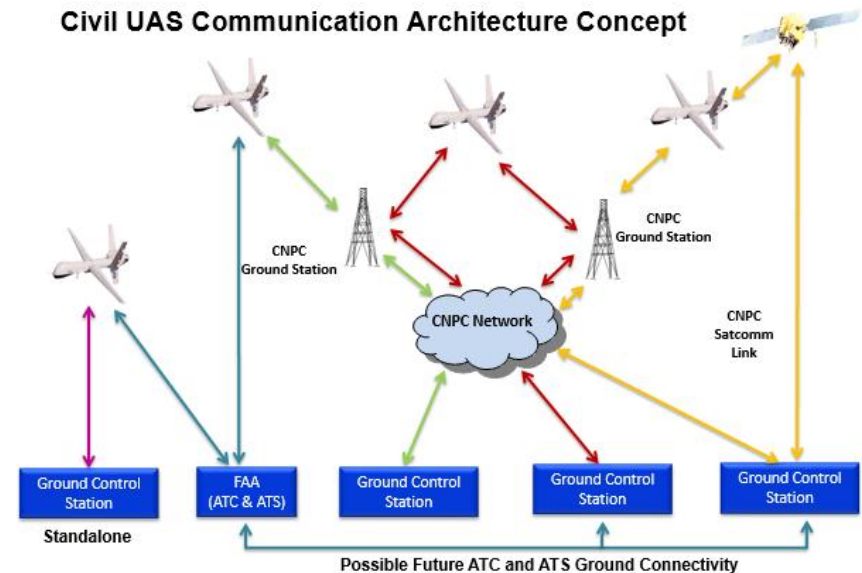 Civil UAS Communication Architecture Concept
CNPC
Ground Station
CNPC
Ground Station
CNPC Network
CNPC
Satcomm
Link
Ground Control
Station
FAA
(ATC & ATS)
Ground Control
Station
Ground Control
Station
Ground Control
Station
Standalone
Possible Future ATC and ATS Ground Connectivity